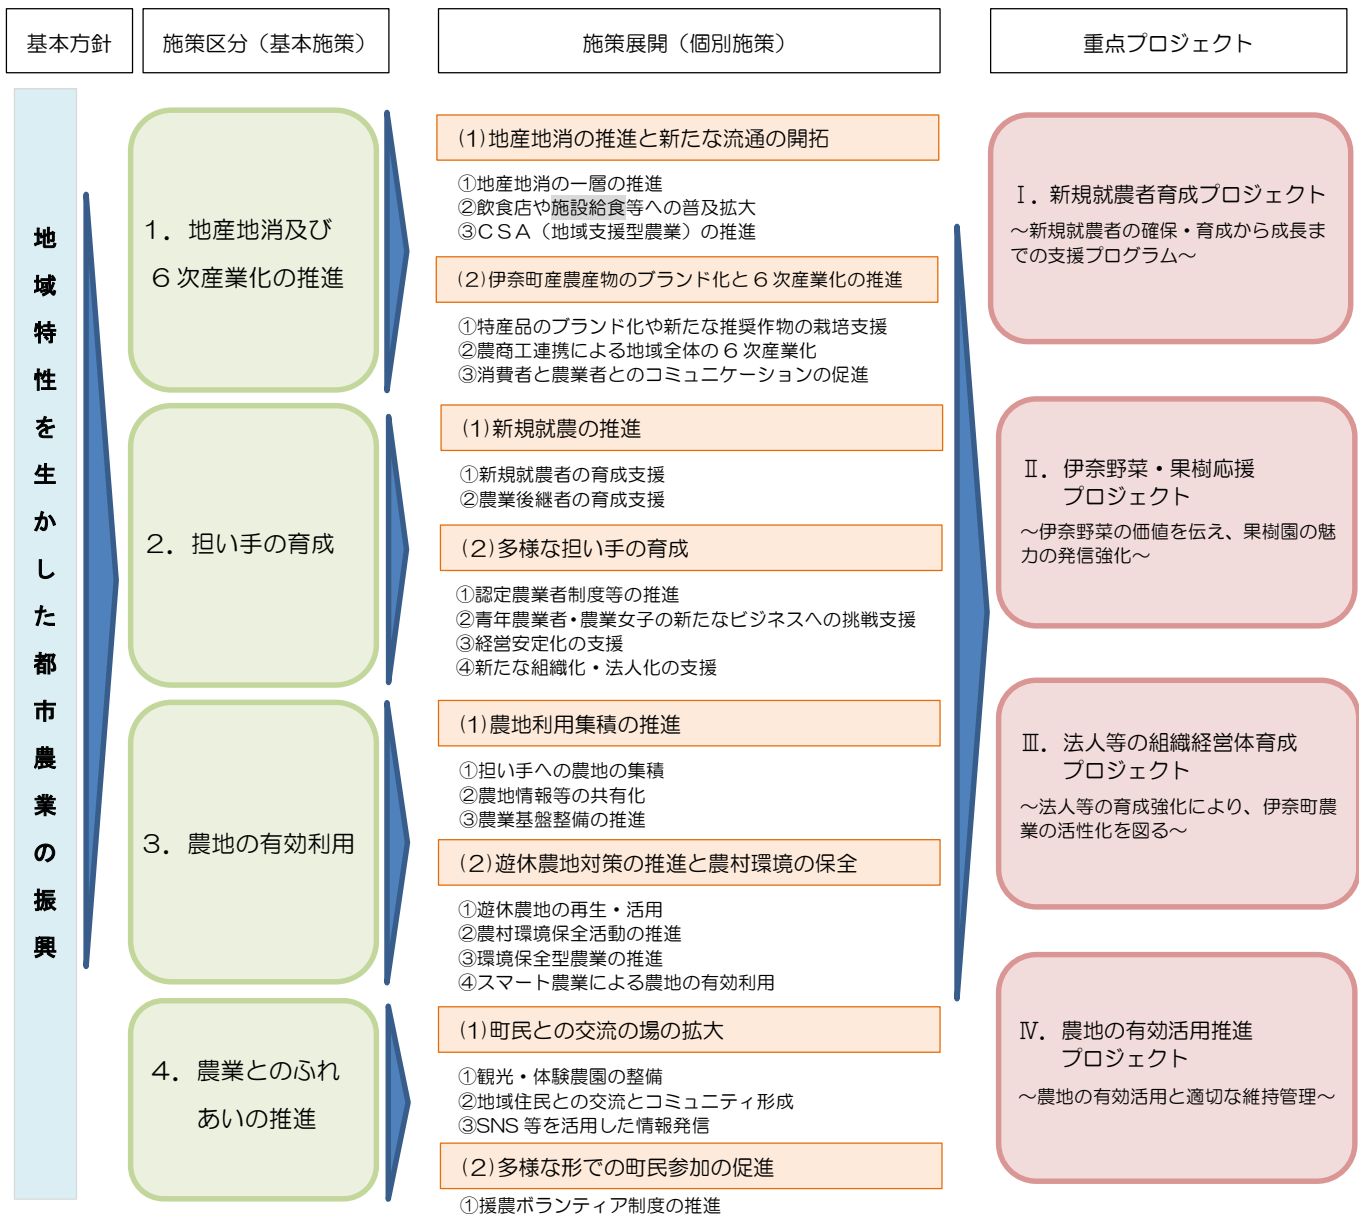 基本方針
施策区分（基本施策）
施策展開（個別施策）
重点プロジェクト
地域特性を生かした都市農業の振興
1．地産地消及び
6次産業化の推進
(1)地産地消の推進と新たな流通の開拓
①地産地消の一層の推進
②飲食店や施設給食等への普及拡大
③CSA（地域支援型農業）の推進
(2)伊奈町産農産物のブランド化と6次産業化の推進
①特産品のブランド化や新たな推奨作物の栽培支援
②農商工連携による地域全体の6次産業化
③消費者と農業者とのコミュニケーションの促進
2．担い手の育成
(1)新規就農の推進
①新規就農者の育成支援
②農業後継者の育成支援
(2)多様な担い手の育成
①認定農業者制度等の推進
②青年農業者・農業女子の新たなビジネスへの挑戦支援
③経営安定化の支援
④新たな組織化・法人化の支援
3．農地の有効利用
(1)農地利用集積の推進
①担い手への農地の集積
②農地情報等の共有化
③農業基盤整備の推進
(2)遊休農地対策の推進と農村環境の保全
①遊休農地の再生・活用
②農村環境保全活動の推進
③環境保全型農業の推進
④スマート農業による農地の有効利用
4．農業とのふれ
あいの推進
(1)町民との交流の場の拡大
①観光・体験農園の整備
②地域住民との交流とコミュニティ形成
③SNS等を活用した情報発信
(2)多様な形での町民参加の促進
①援農ボランティア制度の推進
Ⅰ．新規就農者育成プロジェクト
～新規就農者の確保・育成から成長ま
での支援プログラム～
Ⅱ．伊奈野菜・果樹応援
プロジェクト
～伊奈野菜の価値を伝え、果樹園の魅
力の発信強化～
Ⅲ．法人等の組織経営体育成
プロジェクト
～法人等の育成強化により、伊奈町農
業の活性化を図る～
Ⅳ．農地の有効活用推進
プロジェクト
～農地の有効活用と適切な維持管理～